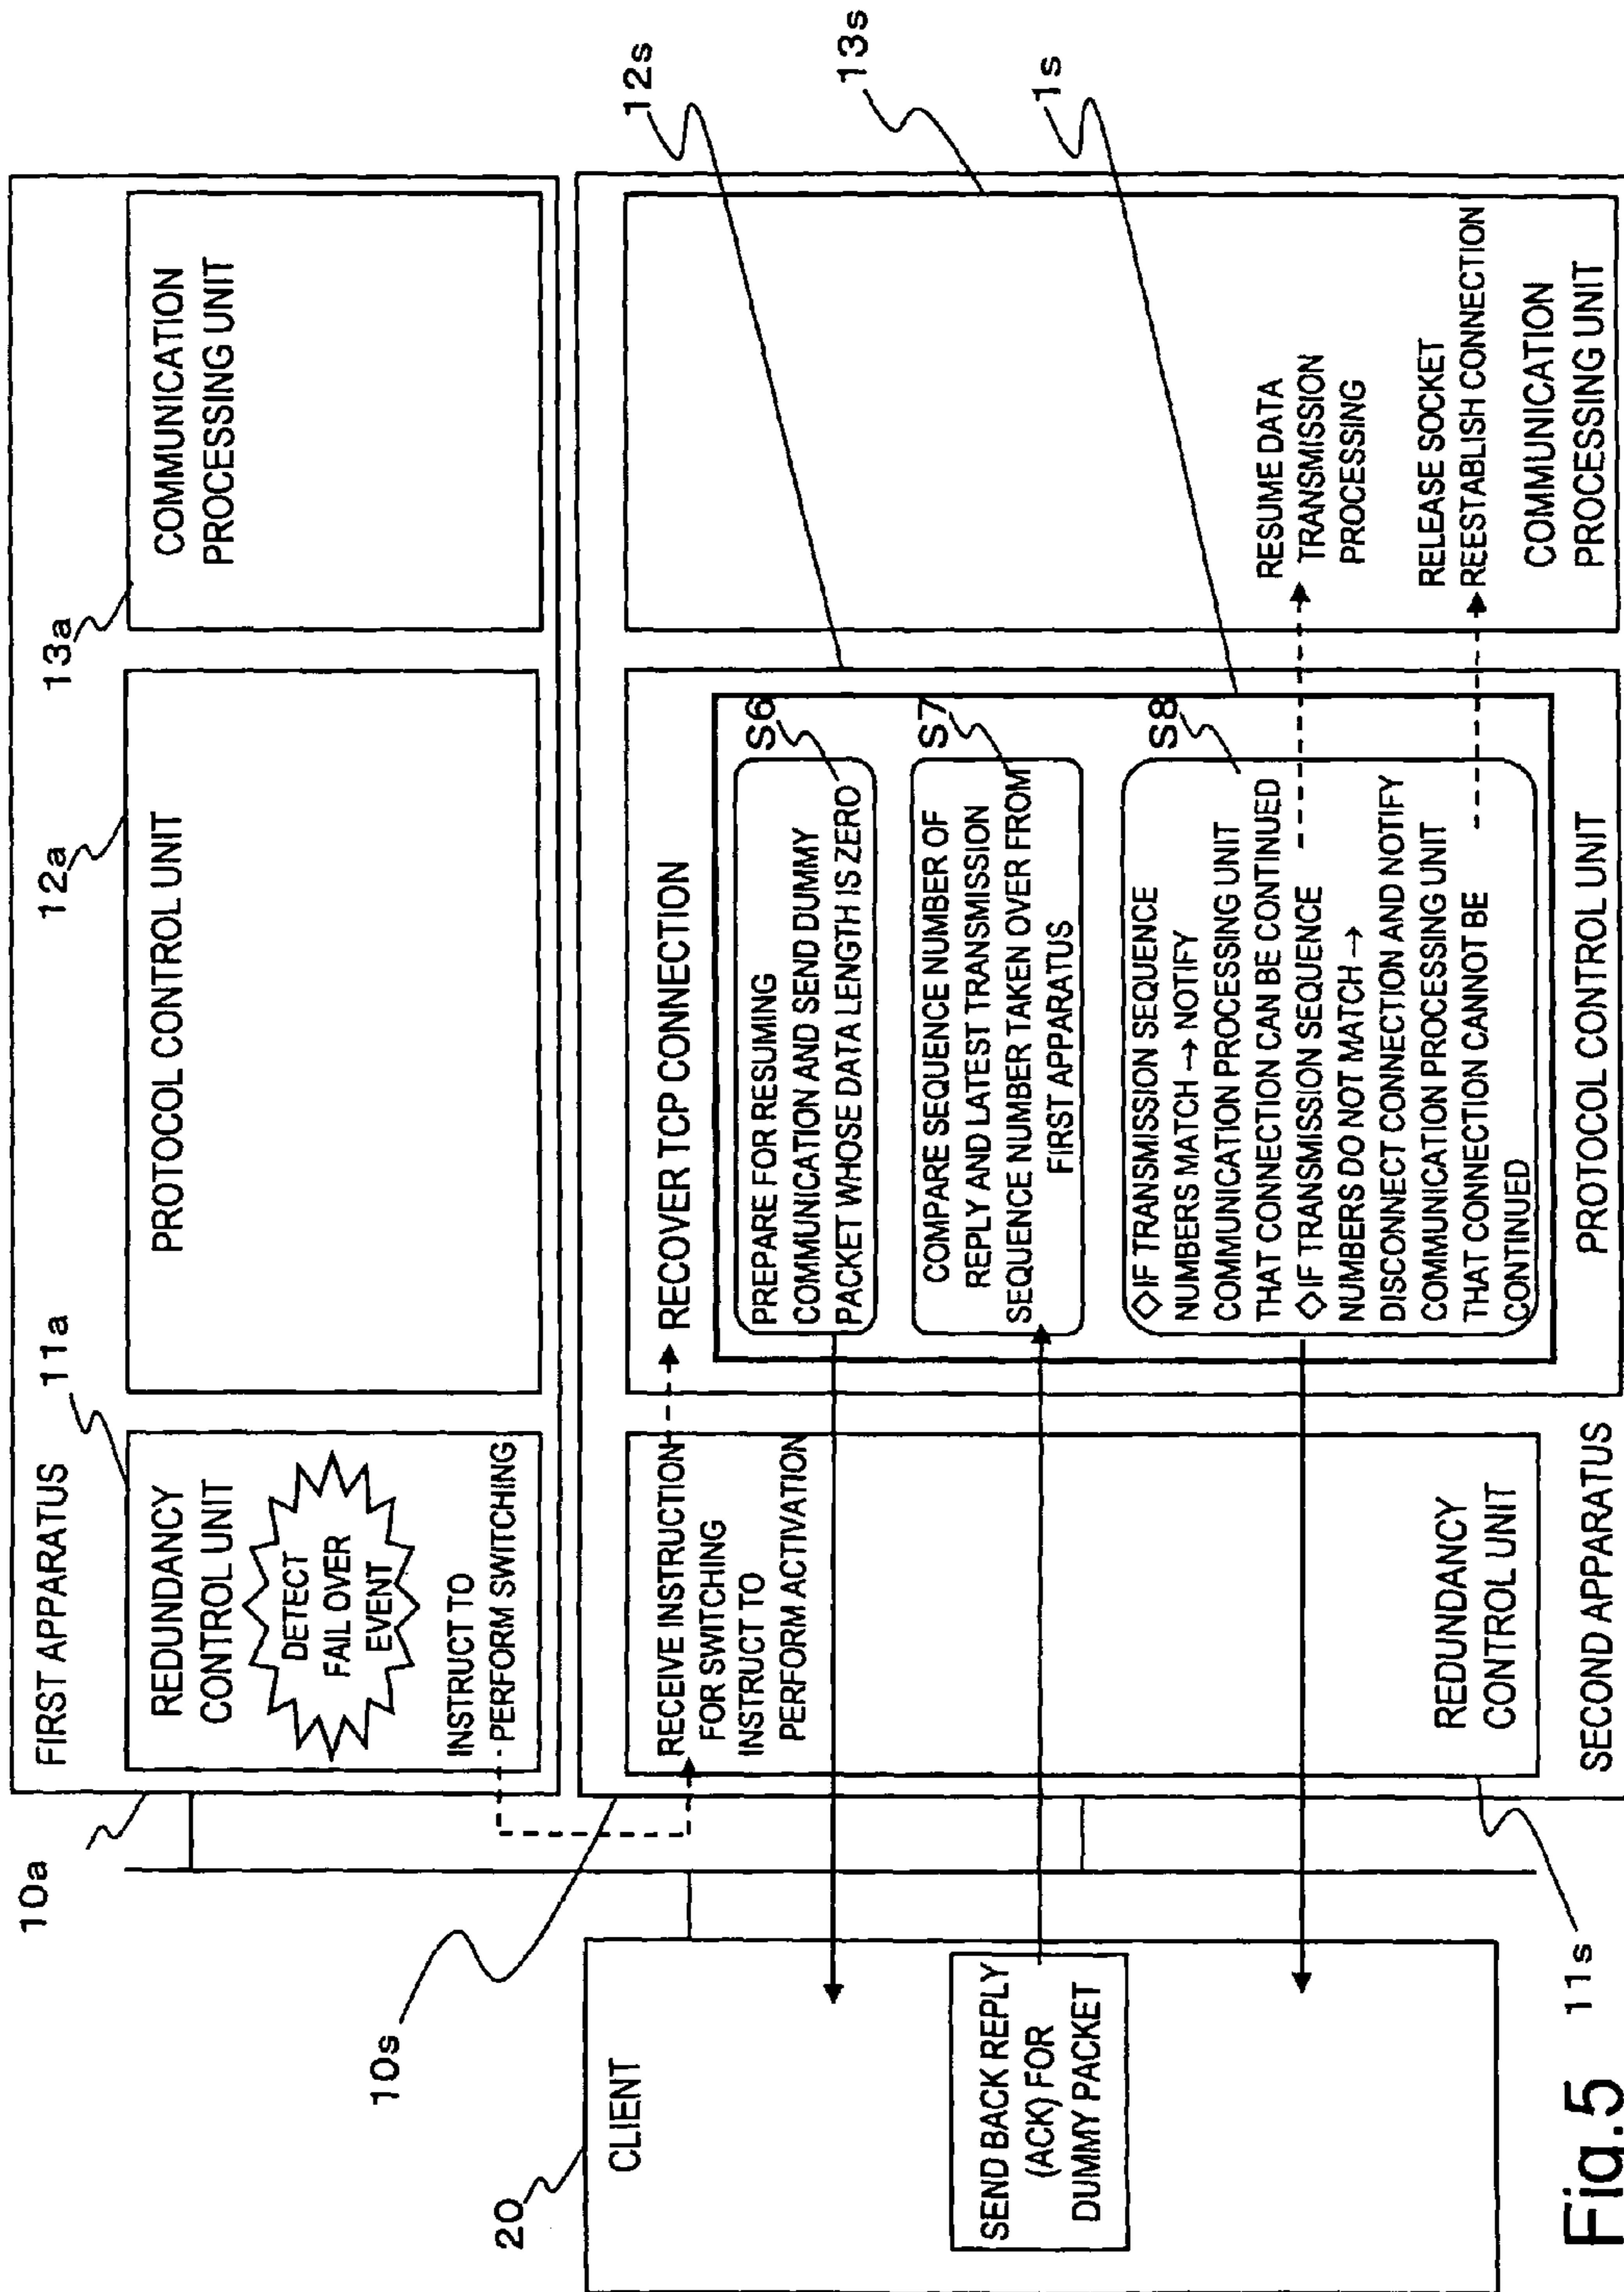 10a
FIRST APPARATUS
11a
REDUNDANCY
CONTROL UNIT
DETECT
FAIL OVER
EVENT
INSTRUCT TO
PERFORM SWITCHING
12a
PROTOCOL CONTROL UNIT
13a
COMMUNICATION
PROCESSING UNIT
20
CLIENT
SEND BACK REPLY
(ACK) FOR
DUMMY PACKET
10s
RECEIVE INSTRUCTION
FOR SWITCHING
INSTRUCT TO
PERFORM ACTIVATION
REDUNDANCY
CONTROL UNIT
11s
SECOND APPARATUS
RECOVER TCP CONNECTION
12s
S6
PREPARE FOR RESUMING
COMMUNICATION AND SEND DUMMY
PACKET WHOSE DATA LENGTH IS ZERO
S7
COMPARE SEQUENCE NUMBER OF
REPLY AND LATEST TRANSMISSION
SEQUENCE NUMBER TAKEN OVER FROM
FIRST APPARATUS
S8
◇IF TRANSMISSION SEQUENCE
NUMBERS MATCH → NOTIFY
COMMUNICATION PROCESSING UNIT
THAT CONNECTION CAN BE CONTINUED
◇IF TRANSMISSION SEQUENCE
NUMBERS DO NOT MATCH →
DISCONNECT CONNECTION AND NOTIFY
COMMUNICATION PROCESSING UNIT
THAT CONNECTION CANNOT BE
CONTINUED
PROTOCOL CONTROL UNIT
13s
1s
RESUME DATA
TRANSMISSION
PROCESSING
RELEASE SOCKET
REESTABLISH CONNECTION
COMMUNICATION
PROCESSING UNIT
Fig.5